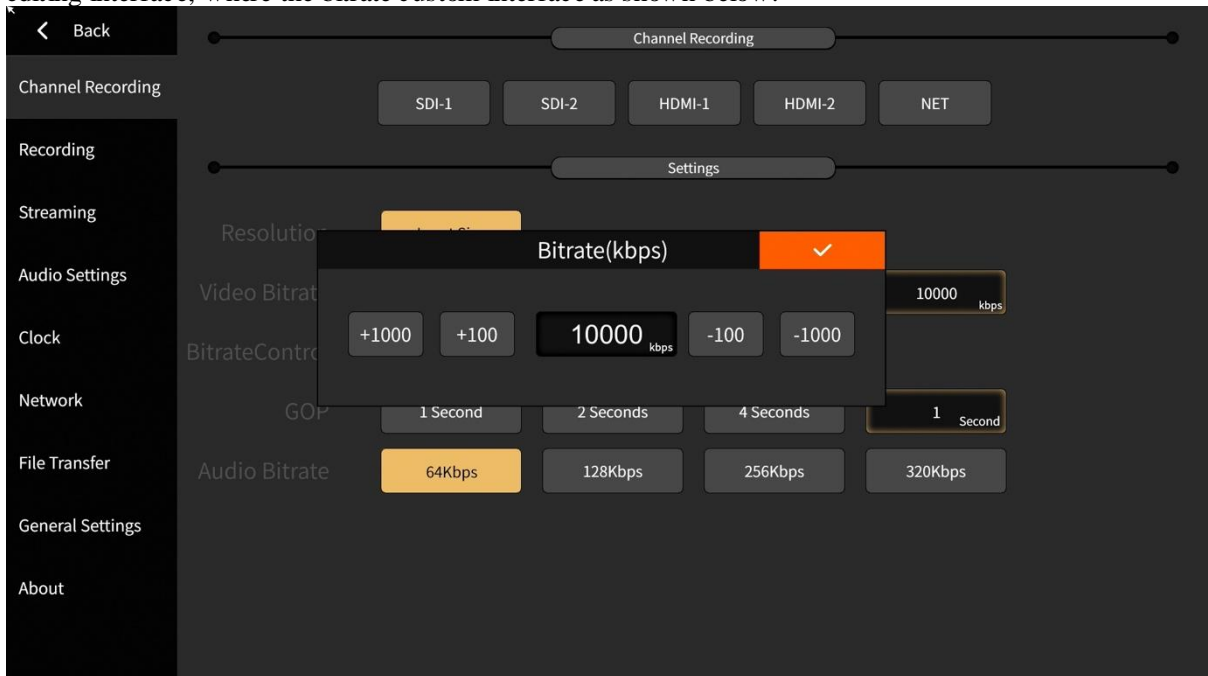 Back
Channel Recording
Channel Recording
SDI-1 SDI-2 HDMI-1 HDMI-2 NET
Recording
Settings
Streaming
Bitrate(kbps)
Audio Settings
10000 kbps
+1000 +100 10000 kbps -100 -1000
Clock
Network
GOP 1 Second 2 Seconds 4 Seconds 1 Second
File Transfer
Audio Bitrate 64Kbps 128Kbps 256Kbps 320Kbps
General Settings
About